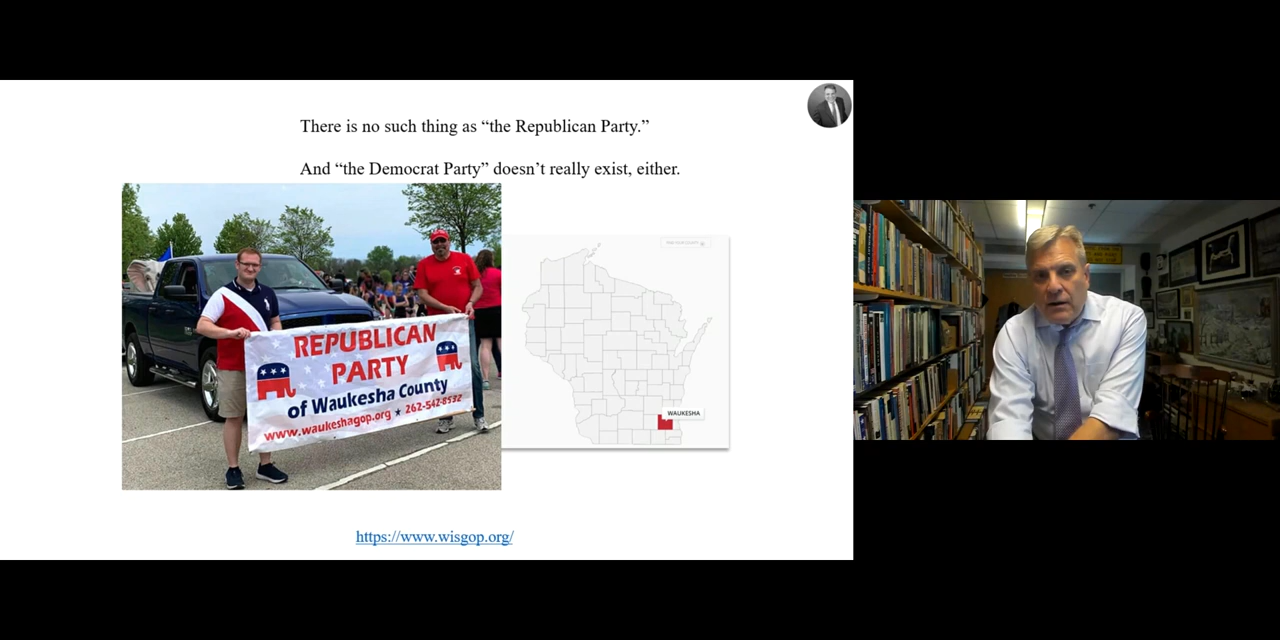 There is no such thing as “the Republican Party.”
And “the Democrat Party” doesn’t really exist, either.
REPUBLICAN
PARTY
of Waukesha County
www.waukeshagop.org ★ 262-542-8532
WAUKESHA
https://www.wisgop.org/